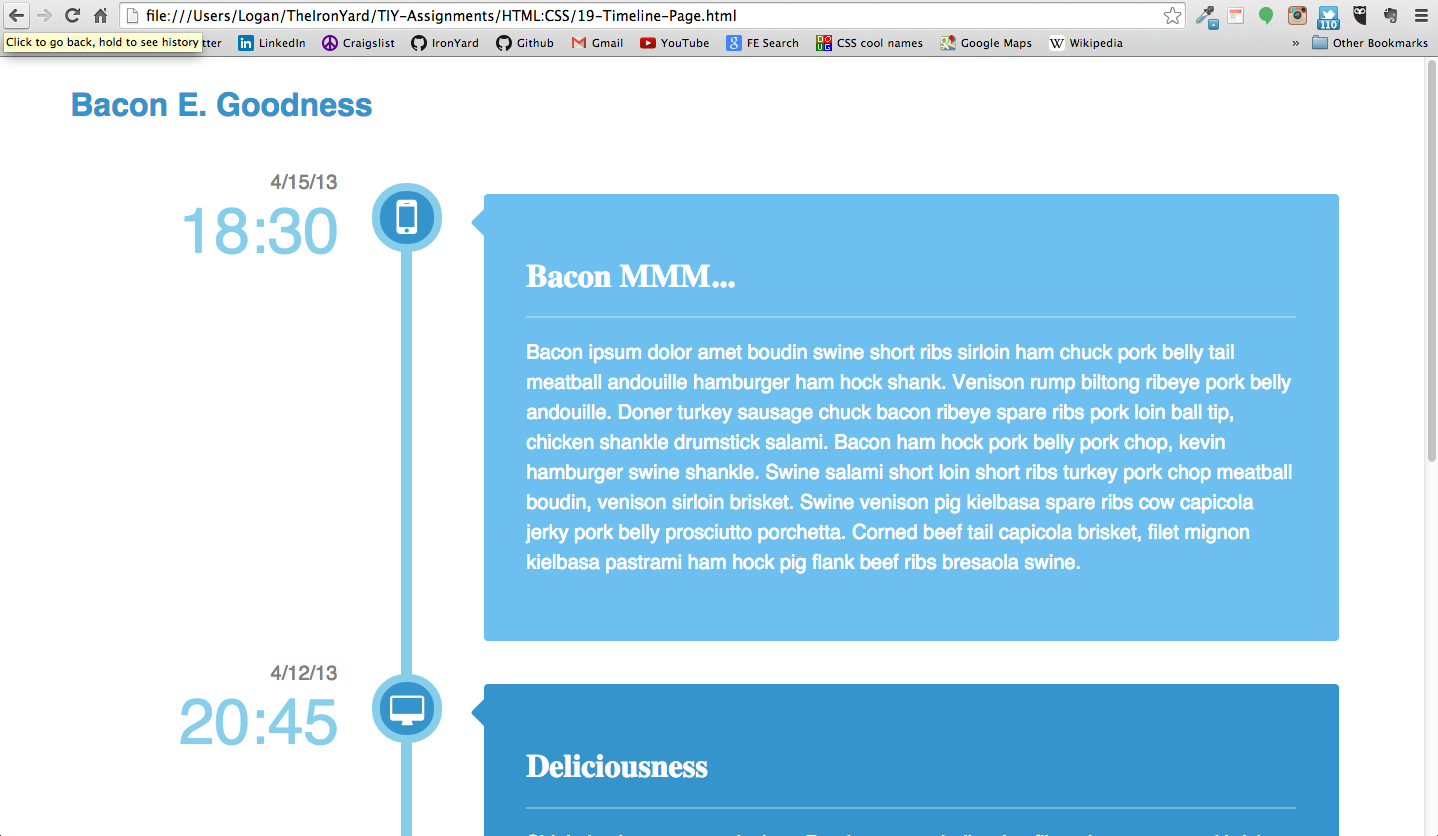 file:///Users/Logan/TheIronYard/TIY-Assignments/HTML:CSS/19-Timeline-Page.html
110
Click to go back, hold to see history
tter LinkedIn Craigslist IronYard Github Gmail YouTube FE Search CSS cool names Google Maps Wikipedia » Other Bookmarks
Bacon E. Goodness
4/15/13
18:30
Bacon MMM...
Bacon ipsum dolor amet boudin swine short ribs sirloin ham chuck pork belly tail
meatball andouille hamburger ham hock shank. Venison rump biltong ribeye pork belly
andouille. Doner turkey sausage chuck bacon ribeye spare ribs pork loin ball tip,
chicken shankle drumstick salami. Bacon ham hock pork belly pork chop, kevin
hamburger swine shankle. Swine salami short loin short ribs turkey pork chop meatball
boudin, venison sirloin brisket. Swine venison pig kielbasa spare ribs cow capicola
jerky pork belly prosciutto porchetta. Corned beef tail capicola brisket, filet mignon
kielbasa pastrami ham hock pig flank beef ribs bresaola swine.
4/12/13
20:45
Deliciousness